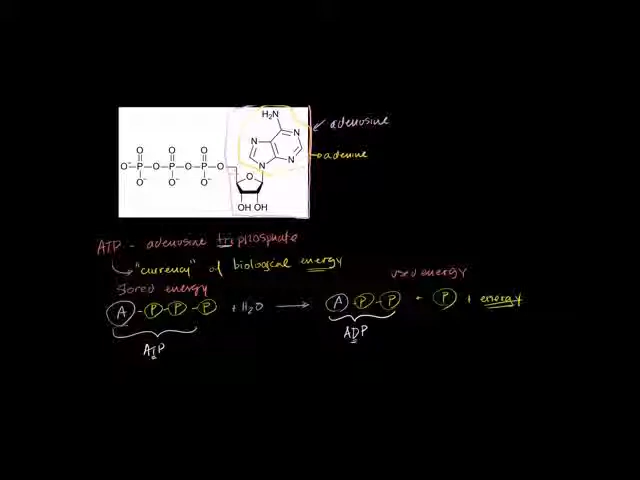 H₂N
adenosine
N
N
adenine
O O O
N
N
O⁻ P O P O P O
N
O
O⁻ O⁻ O⁻
OH OH
ATP - adenosine triphosphate
"currency" of biological energy
used energy
stored energy
A - P - P - P + H₂O → A - P - P + P + energy
ATP
ADP